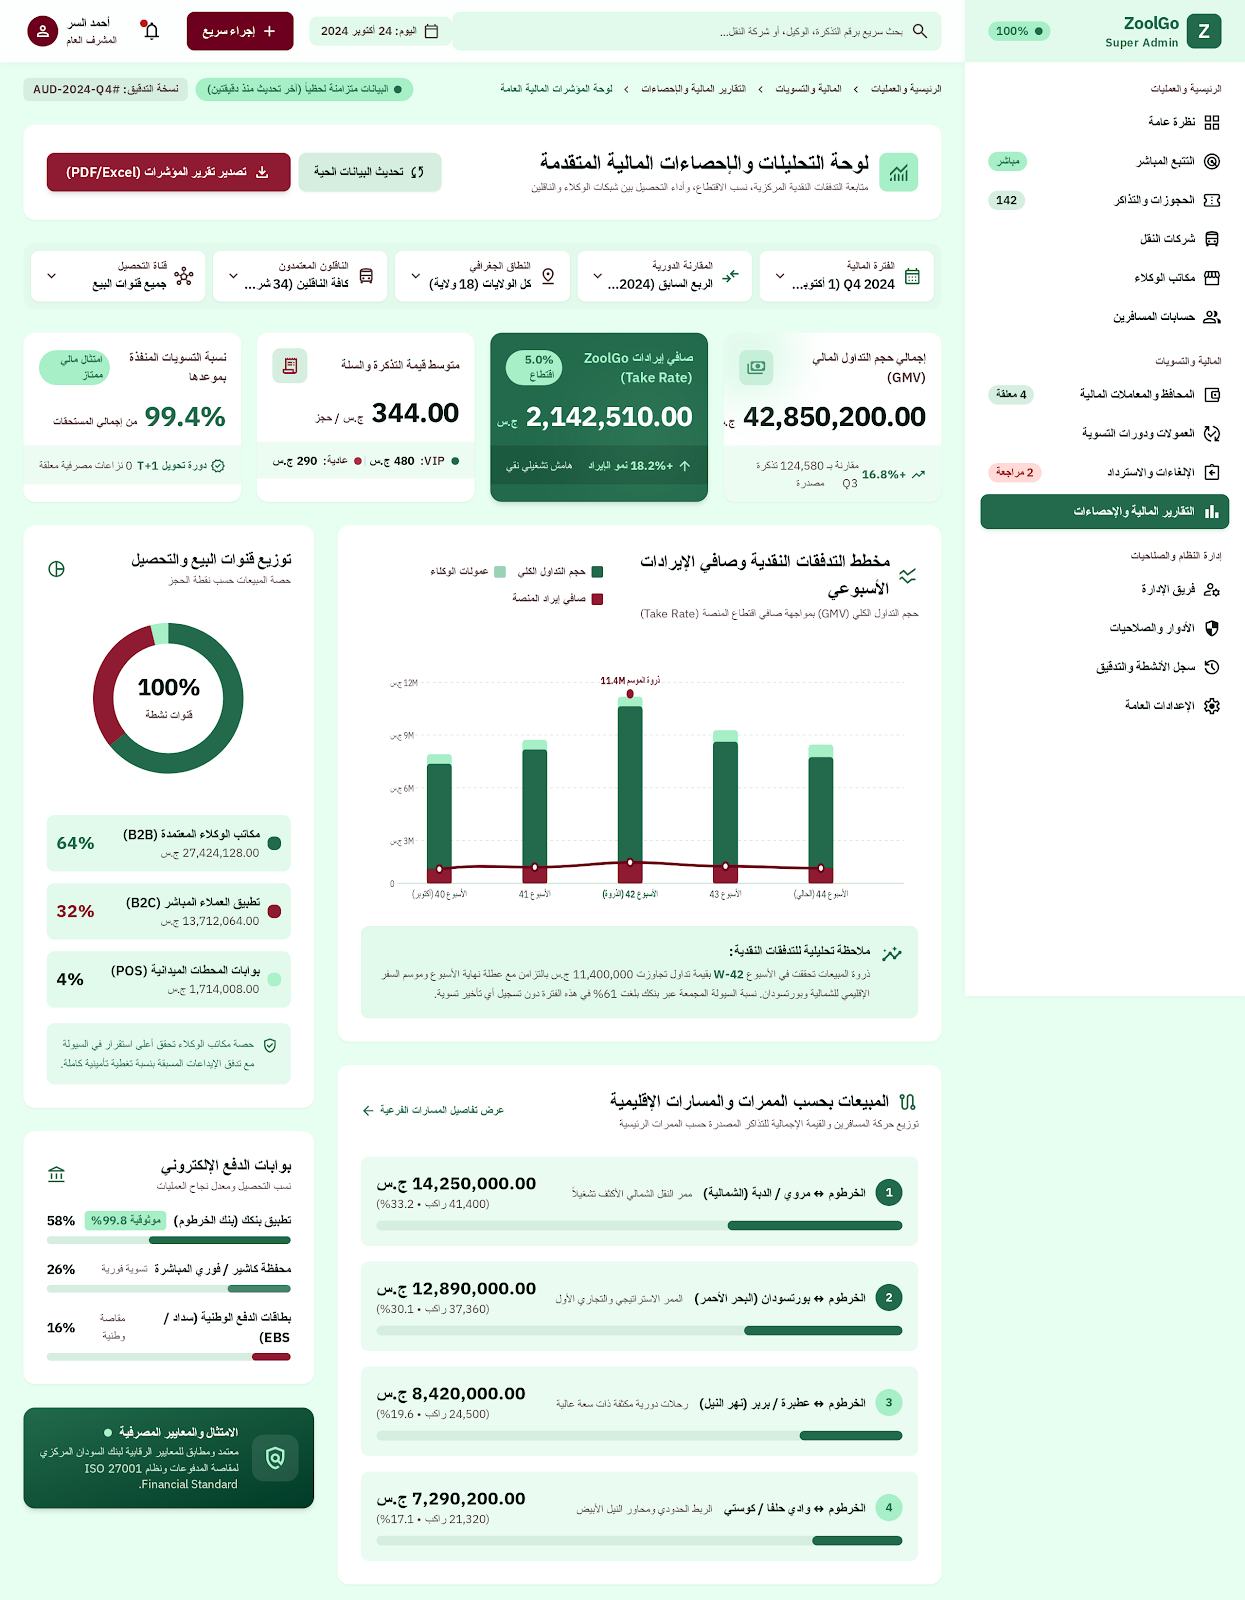 ZoolGo
Super Admin
Z
100%
الرئيسية والعمليات
نظرة عامة
التتبع المباشر
مباشر
الحجوزات والتذاكر
142
شركات النقل
مكاتب الوكلاء
حسابات المسافرين
المالية والتسويات
المحافظ والمعاملات المالية
4 معلقة
العمولات ودورات التسوية
الإلغاءات والاسترداد
2 مراجعة
التقارير المالية والإحصاءات
إدارة النظام والصلاحيات
فريق الإدارة
الأدوار والصلاحيات
سجل الأنشطة والتدقيق
الإعدادات العامة
بحث سريع برقم التذكرة، الوكيل، أو شركة النقل...
اليوم: 24 أكتوبر 2024
إجراء سريع
أحمد السر
المشرف العام
الرئيسية والعمليات
المالية والتسويات
التقارير المالية والإحصاءات
لوحة المؤشرات المالية العامة
البيانات متزامنة لحظياً (آخر تحديث منذ دقيقتين)
نسخة التدقيق: #AUD-2024-Q4
لوحة التحليلات والإحصاءات المالية المتقدمة
متابعة التدفقات النقدية المركزية، نسب الاقتطاع، وأداء التحصيل بين شبكات الوكلاء والناقلين
تحديث البيانات الحية
تصدير تقرير المؤشرات (PDF/Excel)
الفترة المالية
Q4 2024 (1 أكتوبـ...
المقارنة الدورية
الربع السابق (2024...
النطاق الجغرافي
كل الولايات (18 ولاية)
الناقلون المعتمدون
كافة الناقلين (34 شر...
قناة التحصيل
جميع قنوات البيع
إجمالي حجم التداول المالي
(GMV)
42,850,200.00 ج.
+16.8%
مقارنة بـ 124,580 تذكرة
Q3 مصدرة
صافي إيرادات ZoolGo
(Take Rate)
5.0%
اقتطاع
2,142,510.00 ج.س
+18.2% نمو الإيراد
هامش تشغيلي نقي
متوسط قيمة التذكرة والسلة
344.00 ج.س / حجز
VIP: 480 ج.س
عادية: 290 ج.س
نسبة التسويات المنفذة
بموعدها
امتثال مالي
ممتاز
99.4% من إجمالي المستحقات
دورة تحويل T+1
0 نزاعات مصرفية معلقة
مخطط التدفقات النقدية وصافي الإيرادات
الأسبوعي
حجم التداول الكلي (GMV) بمواجهة صافي اقتطاع المنصة (Take Rate)
حجم التداول الكلي
عمولات الوكلاء
صافي إيراد المنصة
12M ج.س
9M ج.س
6M ج.س
3M ج.س
0
ذروة الموسم 11.4M
الأسبوع 40 (أكتوبر)
الأسبوع 41
الأسبوع 42 (الذروة)
الأسبوع 43
الأسبوع 44 (الحالي)
ملاحظة تحليلية للتدفقات النقدية:
ذروة المبيعات تحققت في الأسبوع W-42 بقيمة تداول تجاوزت 11,400,000 ج.س بالتزامن مع عطلة نهاية الأسبوع وموسم السفر
الإقليمي للشمالية وبورتسودان. نسبة السيولة المجمعة عبر بنكك بلغت 61% في هذه الفترة دون تسجيل أي تأخير تسوية.
توزيع قنوات البيع والتحصيل
حصة المبيعات حسب نقطة الحجز
100%
قنوات نشطة
مكاتب الوكلاء المعتمدة (B2B)
27,424,128.00 ج.س
64%
تطبيق العملاء المباشر (B2C)
13,712,064.00 ج.س
32%
بوابات المحطات الميدانية (POS)
1,714,008.00 ج.س
4%
حصة مكاتب الوكلاء تحقق أعلى استقرار في السيولة
مع تدفق الإيداعات المسبقة بنسبة تغطية تأمينية كاملة.
المبيعات بحسب الممرات والمسارات الإقليمية
توزيع حركة المسافرين والقيمة الإجمالية للتذاكر المصدرة حسب الممرات الرئيسية
عرض تفاصيل المسارات الفرعية
1
الخرطوم ↔ مروي / الدبة (الشمالية)
ممر النقل الشمالي الأكثف تشغيلاً
14,250,000.00 ج.س
(41,400 راكب • 33.2%)
2
الخرطوم ↔ بورتسودان (البحر الأحمر)
الممر الاستراتيجي والتجاري الأول
12,890,000.00 ج.س
(37,360 راكب • 30.1%)
3
الخرطوم ↔ عطبرة / بربر (نهر النيل)
رحلات دورية مكثفة ذات سعة عالية
8,420,000.00 ج.س
(24,500 راكب • 19.6%)
4
الخرطوم ↔ وادي حلفا / كوستي
الربط الحدودي ومحاور النيل الأبيض
7,290,200.00 ج.س
(21,320 راكب • 17.1%)
بوابات الدفع الإلكتروني
نسب التحصيل ومعدل نجاح العمليات
تطبيق بنكك (بنك الخرطوم)
موثوقية 99.8%
58%
محفظة كاشير / فوري المباشرة
تسوية فورية
26%
بطاقات الدفع الوطنية (سداد /
EBS)
مقاصة
وطنية
16%
الامتثال والمعايير المصرفية
معتمد ومطابق للمعايير الرقابية لبنك السودان المركزي
لمقاصة المدفوعات ونظام ISO 27001
Financial Standard.